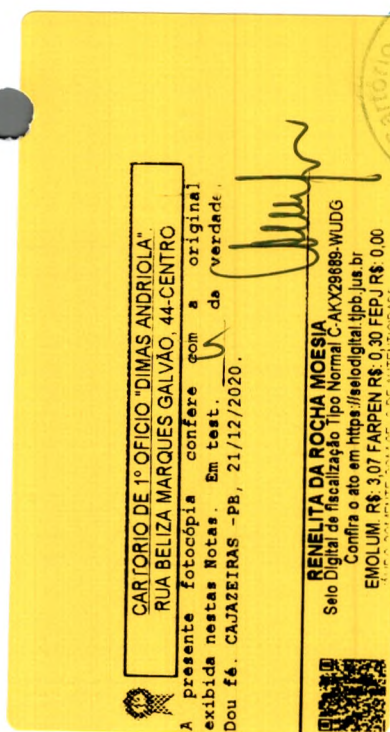 CARTÓRIO DE 1º OFÍCIO "DIMAS ANDRIOLA"
RUA BELIZA MARQUES GALVÃO, 44-CENTRO
A presente fotocópia confere com a original
exibida nestas Notas. Em test. da verdade.
Dou fé. CAJAZEIRAS -PB, 21/12/2020.
RENELITA DA ROCHA MOESIA
Selo Digital de fiscalização Tipo Normal C-AKX29689-WUDG
Confira o ato em https://selodigital.tjpb.jus.br
EMOLUM. R$: 3,07 FARPEN R$: 0,30 FEPJ R$: 0,00